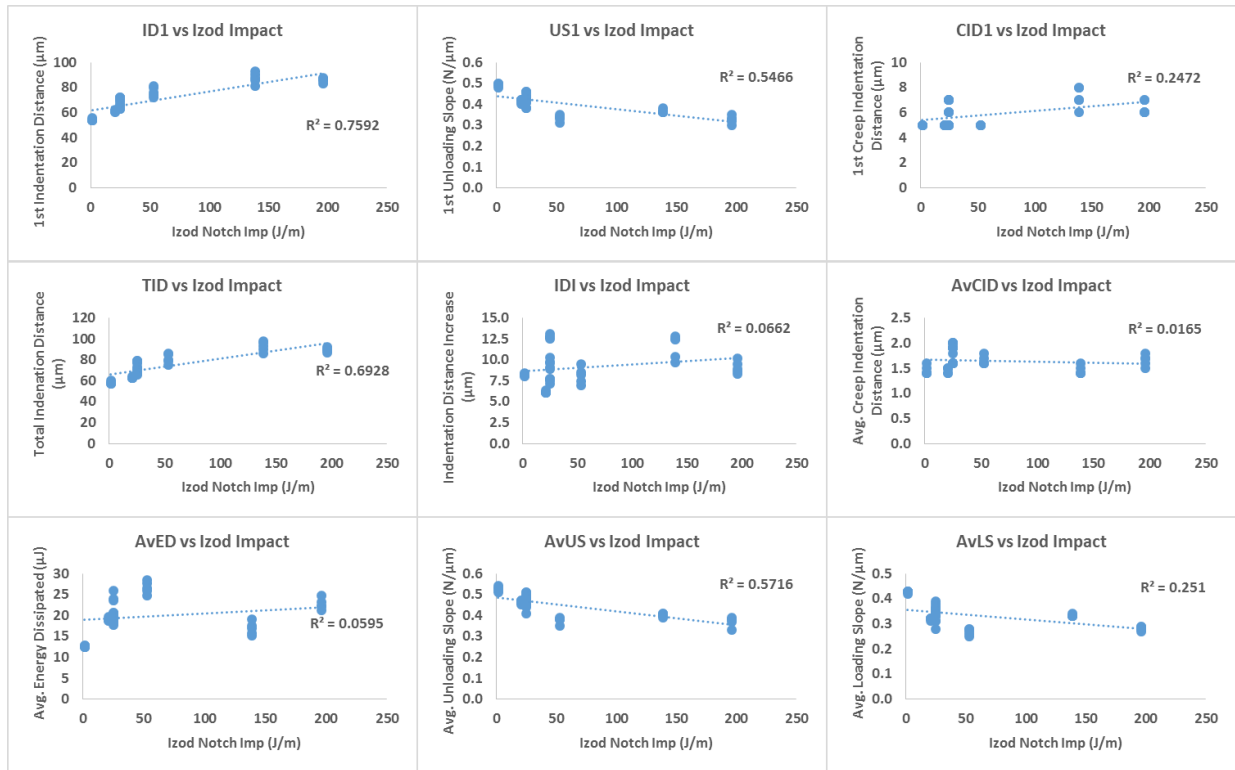 ID1 vs Izod Impact
1st Indentation Distance (µm)
100
80
60
40
20
0
R² = 0.7592
0 50 100 150 200 250
Izod Notch Imp (J/m)
US1 vs Izod Impact
1st Unloading Slope (N/µm)
0.6
0.5
0.4
0.3
0.2
0.1
0.0
R² = 0.5466
0 50 100 150 200 250
Izod Notch Imp (J/m)
CID1 vs Izod Impact
1st Creep Indentation
Distance (µm)
10
8
6
4
2
0
R² = 0.2472
0 50 100 150 200 250
Izod Notch Imp (J/m)
TID vs Izod Impact
Total Indenation Distance
(µm)
120
100
80
60
40
20
0
R² = 0.6928
0 50 100 150 200 250
Izod Notch Imp (J/m)
IDI vs Izod Impact
Indentation Distance Increase
(µm)
15.0
12.5
10.0
7.5
5.0
2.5
0.0
R² = 0.0662
0 50 100 150 200 250
Izod Notch Imp (J/m)
AvCID vs Izod Impact
Avg. Creep Indentation
Distance (µm)
2.5
2.0
1.5
1.0
0.5
0.0
R² = 0.0165
0 50 100 150 200 250
Izod Notch Imp (J/m)
AvED vs Izod Impact
Avg. Energy Dissipated (µJ)
30
25
20
15
10
5
0
R² = 0.0595
0 50 100 150 200 250
Izod Notch Imp (J/m)
AvUS vs Izod Impact
Avg. Unloading Slope (N/µm)
0.6
0.5
0.4
0.3
0.2
0.1
0.0
R² = 0.5716
0 50 100 150 200 250
Izod Notch Imp (J/m)
AvLS vs Izod Impact
Avg. Loading Slope (N/µm)
0.5
0.4
0.3
0.2
0.1
0.0
R² = 0.251
0 50 100 150 200 250
Izod Notch Imp (J/m)